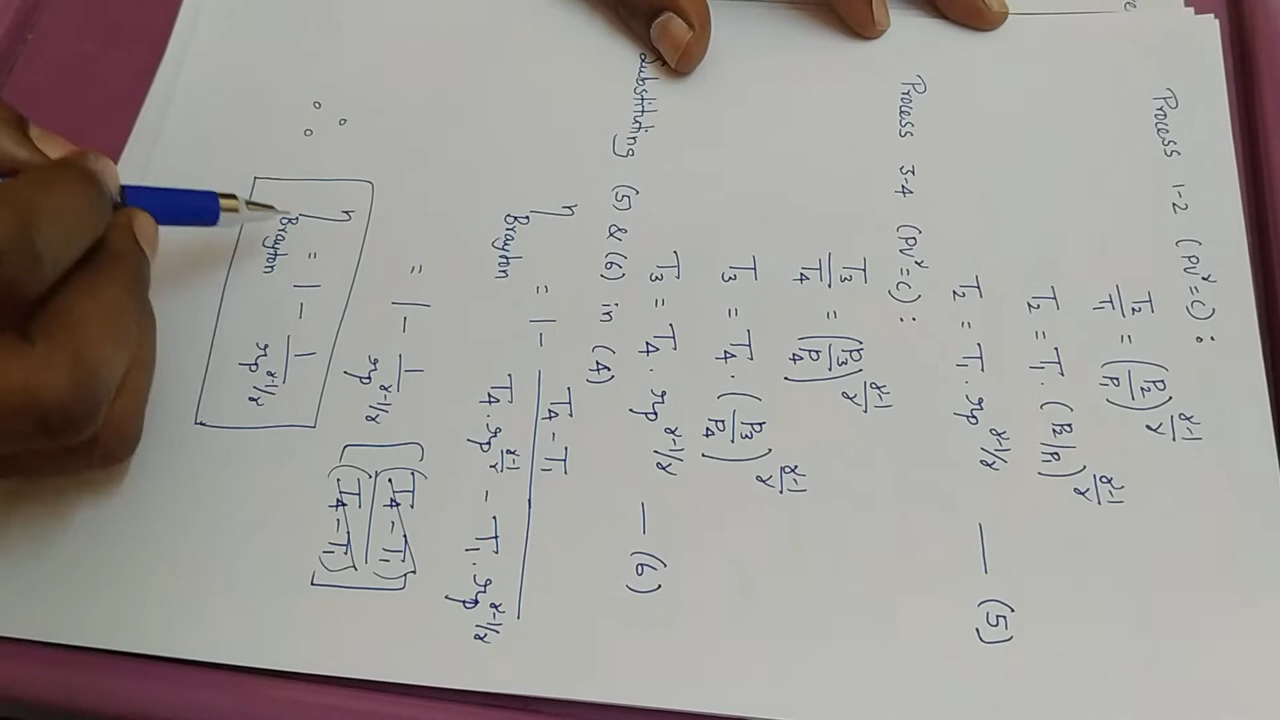 Process 1-2 (PV^γ = C) :
T2/T1 = (P2/P1)^(γ-1/γ)
T2 = T1 . (P2/P1)^(γ-1/γ)
T2 = T1 . rp^(γ-1/γ) — (5)
Process 3-4 (PV^γ = C) :
T3/T4 = (P3/P4)^(γ-1/γ)
T3 = T4 . (P3/P4)^(γ-1/γ)
T3 = T4 . rp^(γ-1/γ) — (6)
Substituting (5) & (6) in (4)
η Brayton = 1 - (T4 - T1)/(T4 . rp^(γ-1/γ) - T1 . rp^(γ-1/γ))
= 1 - 1/rp^(γ-1/γ) [(T4 - T1)/(T4 - T1)]
∴ η Brayton = 1 - 1/rp^(γ-1/γ)